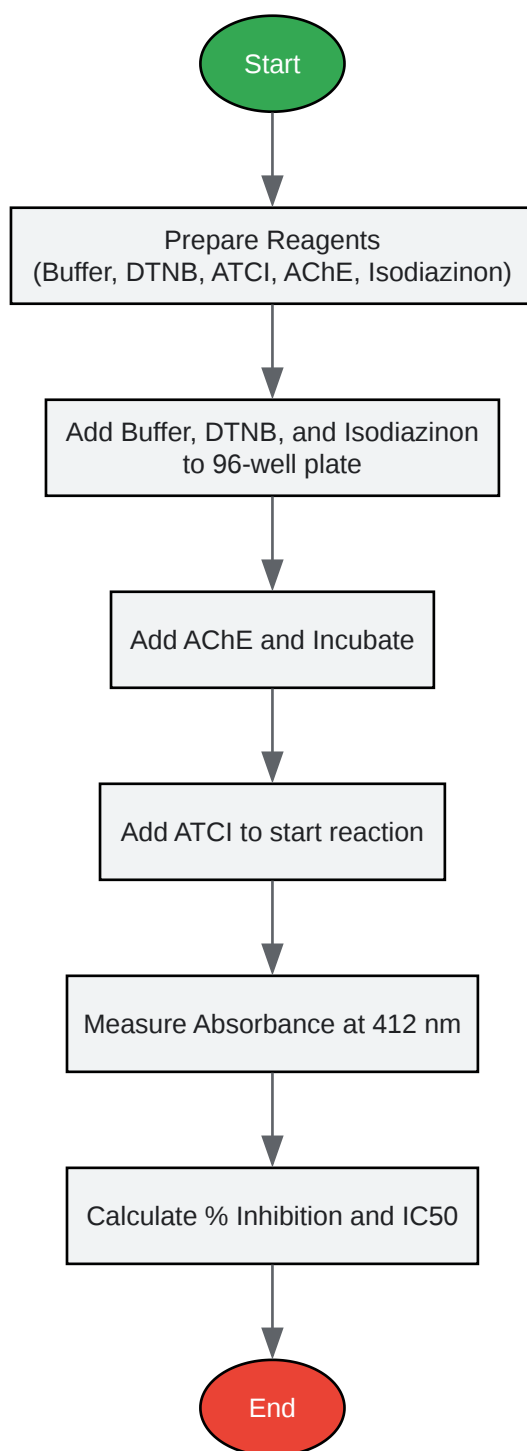 Start
Prepare Reagents
(Buffer, DTNB, ATCI, AChE, Isodiazinon)
Add Buffer, DTNB, and Isodiazinon
to 96-well plate
Add AChE and Incubate
Add ATCI to start reaction
Measure Absorbance at 412 nm
Calculate % Inhibition and IC50
End